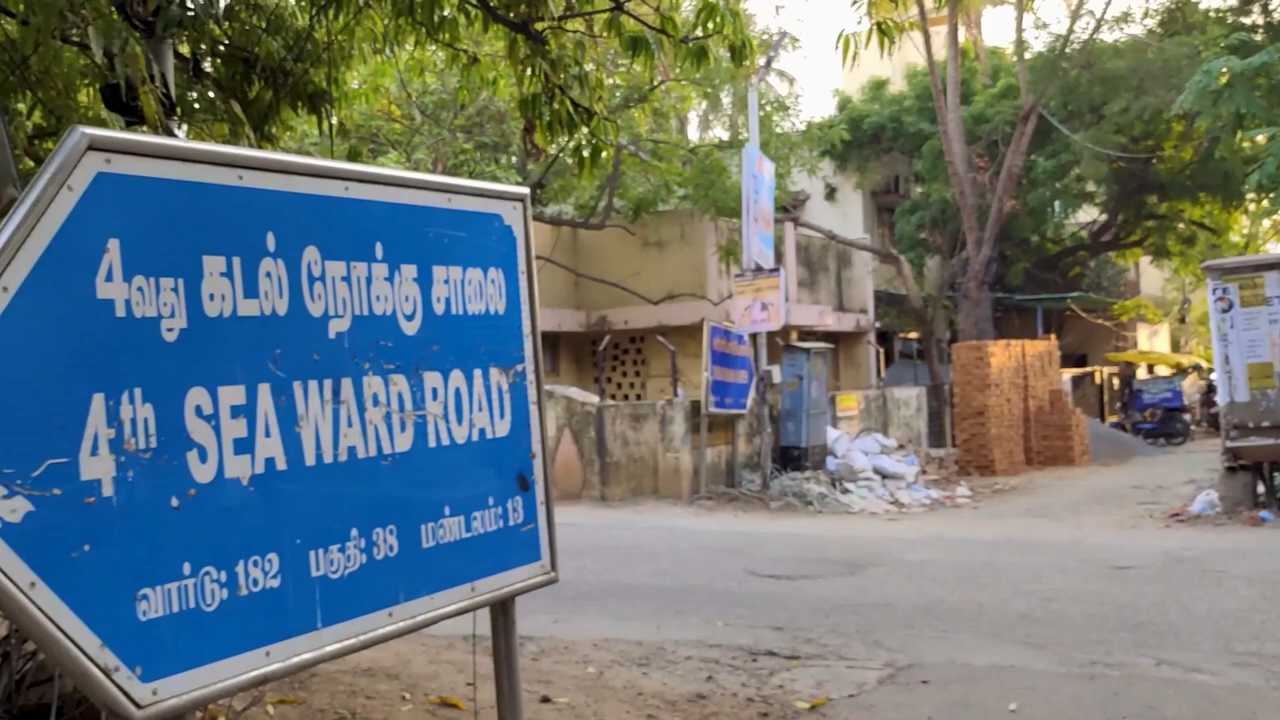 4வது கடல் நோக்கு சாலை
4th SEA WARD ROAD
வார்டு: 182 பகுதி: 38 மண்டலம்: 13